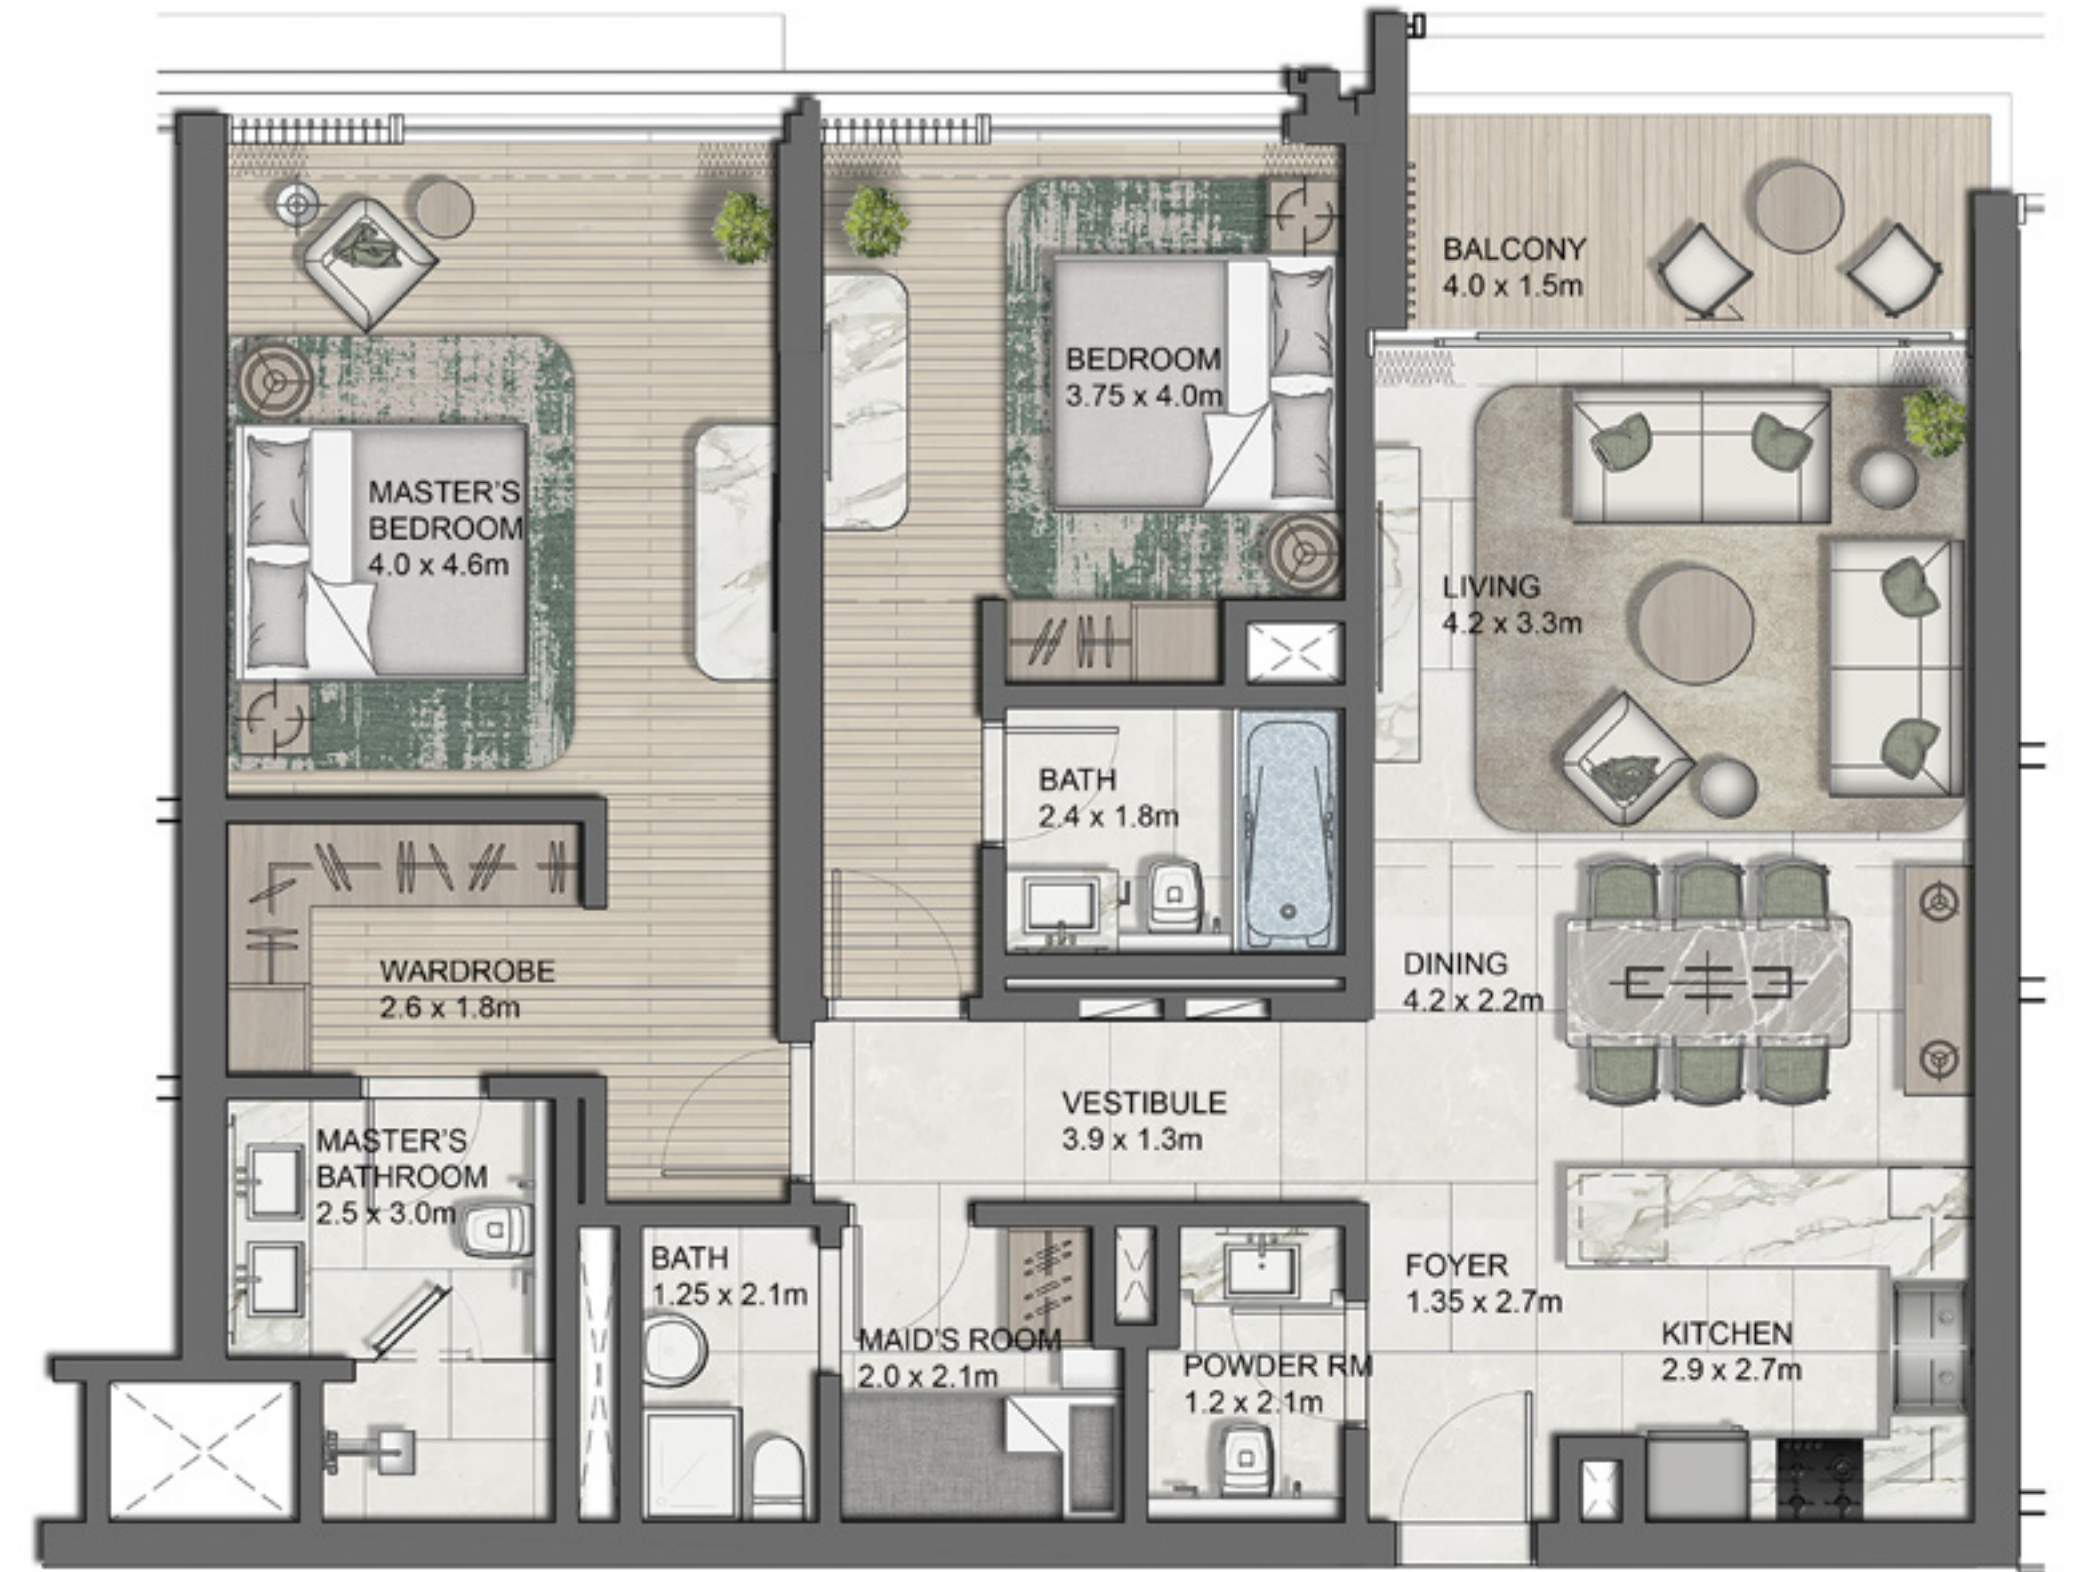 BALCONY
4.0 x 1.5m
BEDROOM
3.75 x 4.0m
MASTER'S
BEDROOM
4.0 x 4.6m
LIVING
4.2 x 3.3m
BATH
2.4 x 1.8m
WARDROBE
2.6 x 1.8m
DINING
4.2 x 2.2m
VESTIBULE
3.9 x 1.3m
MASTER'S
BATHROOM
2.5 x 3.0m
BATH
1.25 x 2.1m
FOYER
1.35 x 2.7m
MAID'S ROOM
2.0 x 2.1m
POWDER RM
1.2 x 2.1m
KITCHEN
2.9 x 2.7m